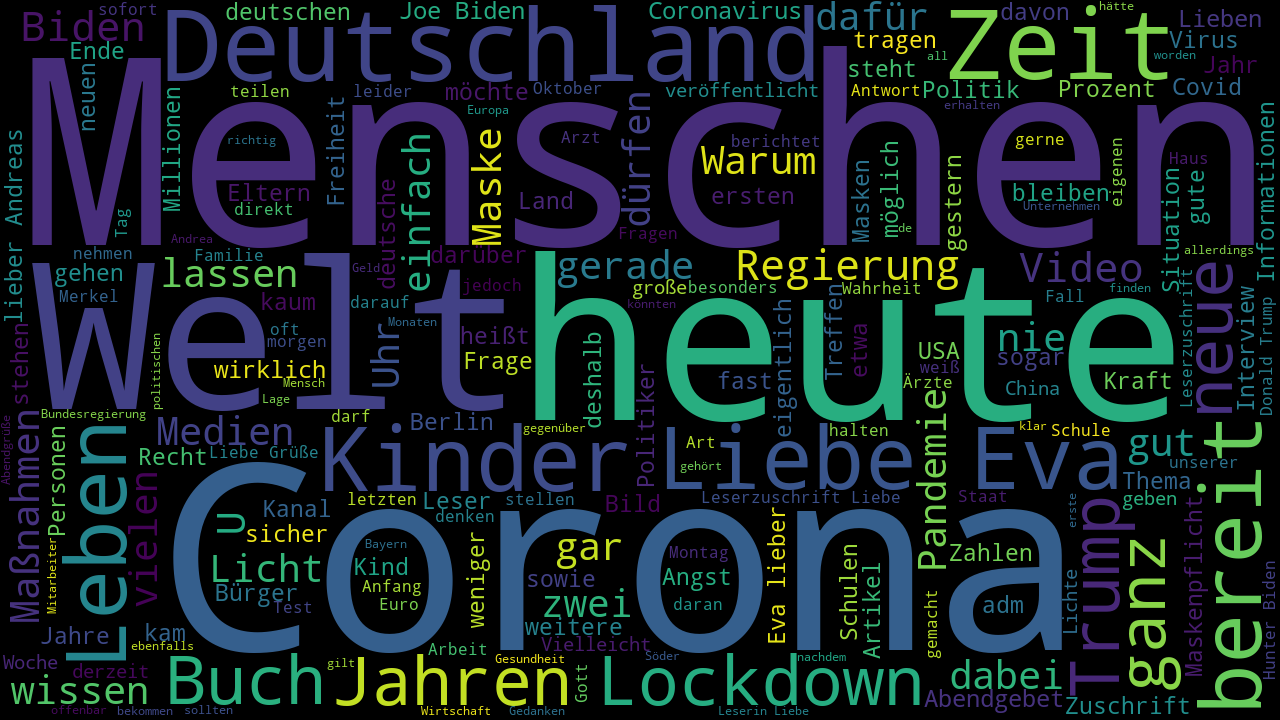 sofort deutschen Joe Biden Coronavirus dafür davon hätte Lieben
Biden Deutschland Zeit Virus
Ende tragen all worden
neuen steht Jahr
Millionen teilen leider möchte Oktober veröffentlicht Antwort Politik Prozent Covid
Menschen
Europa erhalten
Freiheit Maske dürfen Informationen
lieber Andreas richtig einfach Arzt berichtet Masken möglich gestern gerne eigenen
Warum Haus
Eltern ersten bleiben Situation gute
Tag direkt deutsche Land Unternehmen
Andrea Fragen de
nehmen Familie darüber allerdings
gehen lassen Geld gerade Regierung Video
Merkel kaum darauf jedoch große besonders Wahrheit Fall finden
könnten
Welt heute
stehen oft Monaten Uhr heißt eigentlich Treffen etwa nie neue Leserzuschrift Interview Donald Trump
politischen morgen USA sogar
wirklich Frage deshalb fast weiß
Mensch Politiker Ärzte China Kraft
Lage
Bundesregierung darf Berlin
Abendgrüße Maßnahmen Leben Medien gegenüber halten klar Schule
Kinder Liebe Eva gut
Personen vielen Recht Liebe Grüße Art Pandemie unserer
gehört Thema bereit
letzten Leser stellen Bild Leserzuschrift Liebe Staat geben
Kanal u denken erste Trump ganz Maskenpflicht
sicher
Corona
Mitarbeiter Bayern weniger gar Montag Eva lieber Schulen Artikel Zahlen
Licht Kind Angst
Bürger Anfang sowie Hunter Biden
Test Euro zwei daran gemacht adm Lichte
Jahre kam weitere
ebenfalls Arbeit Vielleicht
Woche derzeit gilt Gesundheit Gott Söder nachdem
wissen Buch Jahren Lockdown dabei
Abendgebet Zuschrift
offenbar bekommen sollten Wirtschaft Gedanken Leserin Liebe